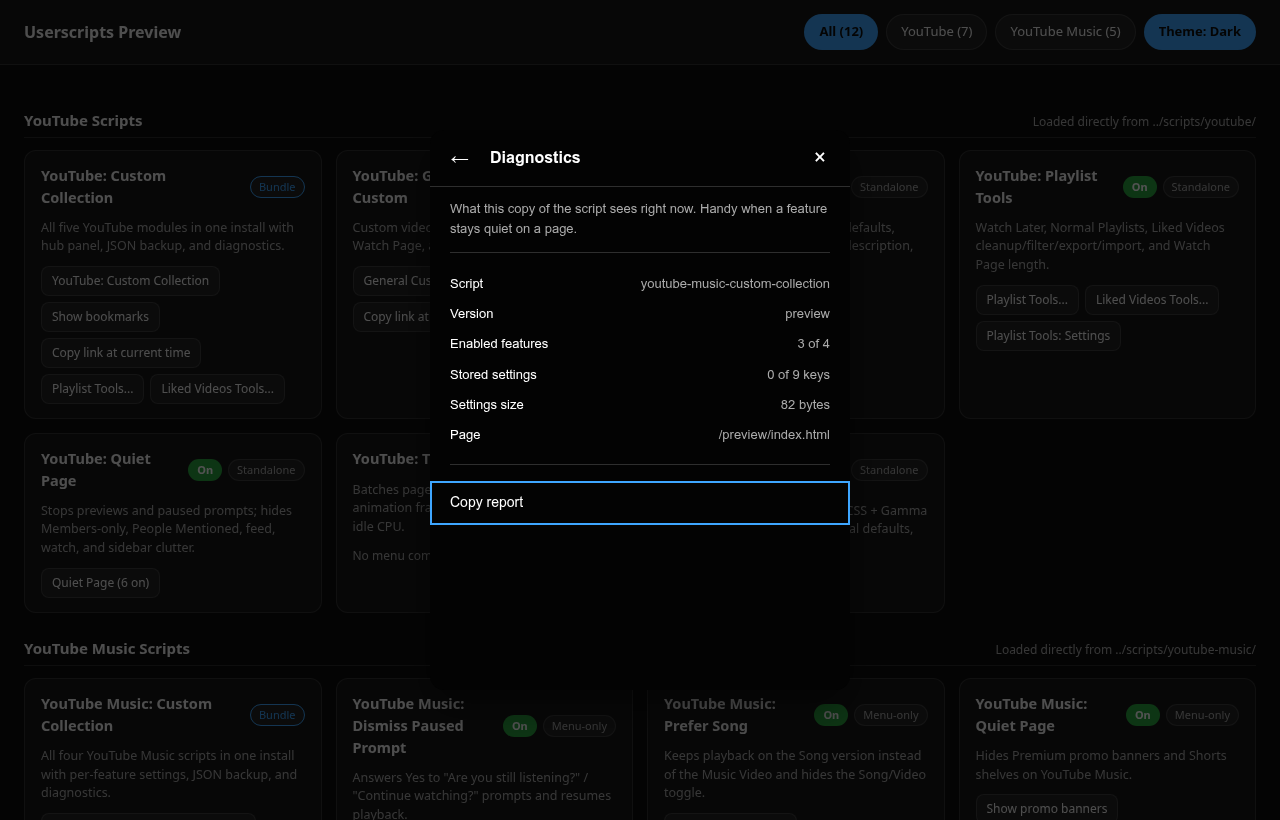 Userscripts Preview
All (12)
YouTube (7)
YouTube Music (5)
Theme: Dark
YouTube Scripts
Loaded directly from ../scripts/youtube/
YouTube: Custom
Collection
Bundle
All five YouTube modules in one install with
hub panel, JSON backup, and diagnostics.
YouTube: Custom Collection
Show bookmarks
Copy link at current time
Playlist Tools...
Liked Videos Tools...
YouTube: G
Custom
Custom video
Watch Page,
General Cus
Copy link at
Standalone
defaults,
description,
YouTube: Playlist
Tools
On
Standalone
Watch Later, Normal Playlists, Liked Videos
cleanup/filter/export/import, and Watch
Page length.
Playlist Tools...
Liked Videos Tools...
Playlist Tools: Settings
YouTube: Quiet
Page
On
Standalone
Stops previews and paused prompts; hides
Members-only, People Mentioned, feed,
watch, and sidebar clutter.
Quiet Page (6 on)
YouTube: T
Batches page
animation fra
idle CPU.
No menu com
Standalone
CSS + Gamma
al defaults,
←
Diagnostics
×
What this copy of the script sees right now. Handy when a feature
stays quiet on a page.
Script youtube-music-custom-collection
Version preview
Enabled features 3 of 4
Stored settings 0 of 9 keys
Settings size 82 bytes
Page /preview/index.html
Copy report
YouTube Music Scripts
Loaded directly from ../scripts/youtube-music/
YouTube Music: Custom
Collection
Bundle
All four YouTube Music scripts in one install
with per-feature settings, JSON backup, and
diagnostics.
YouTube Music:
Dismiss Paused
Prompt
On
Menu-only
Answers Yes to "Are you still listening?" /
"Continue watching?" prompts and resumes
playback.
YouTube Music:
Prefer Song
On
Menu-only
Keeps playback on the Song version instead
of the Music Video and hides the Song/Video
toggle.
YouTube Music:
Quiet Page
On
Menu-only
Hides Premium promo banners and Shorts
shelves on YouTube Music.
Show promo banners